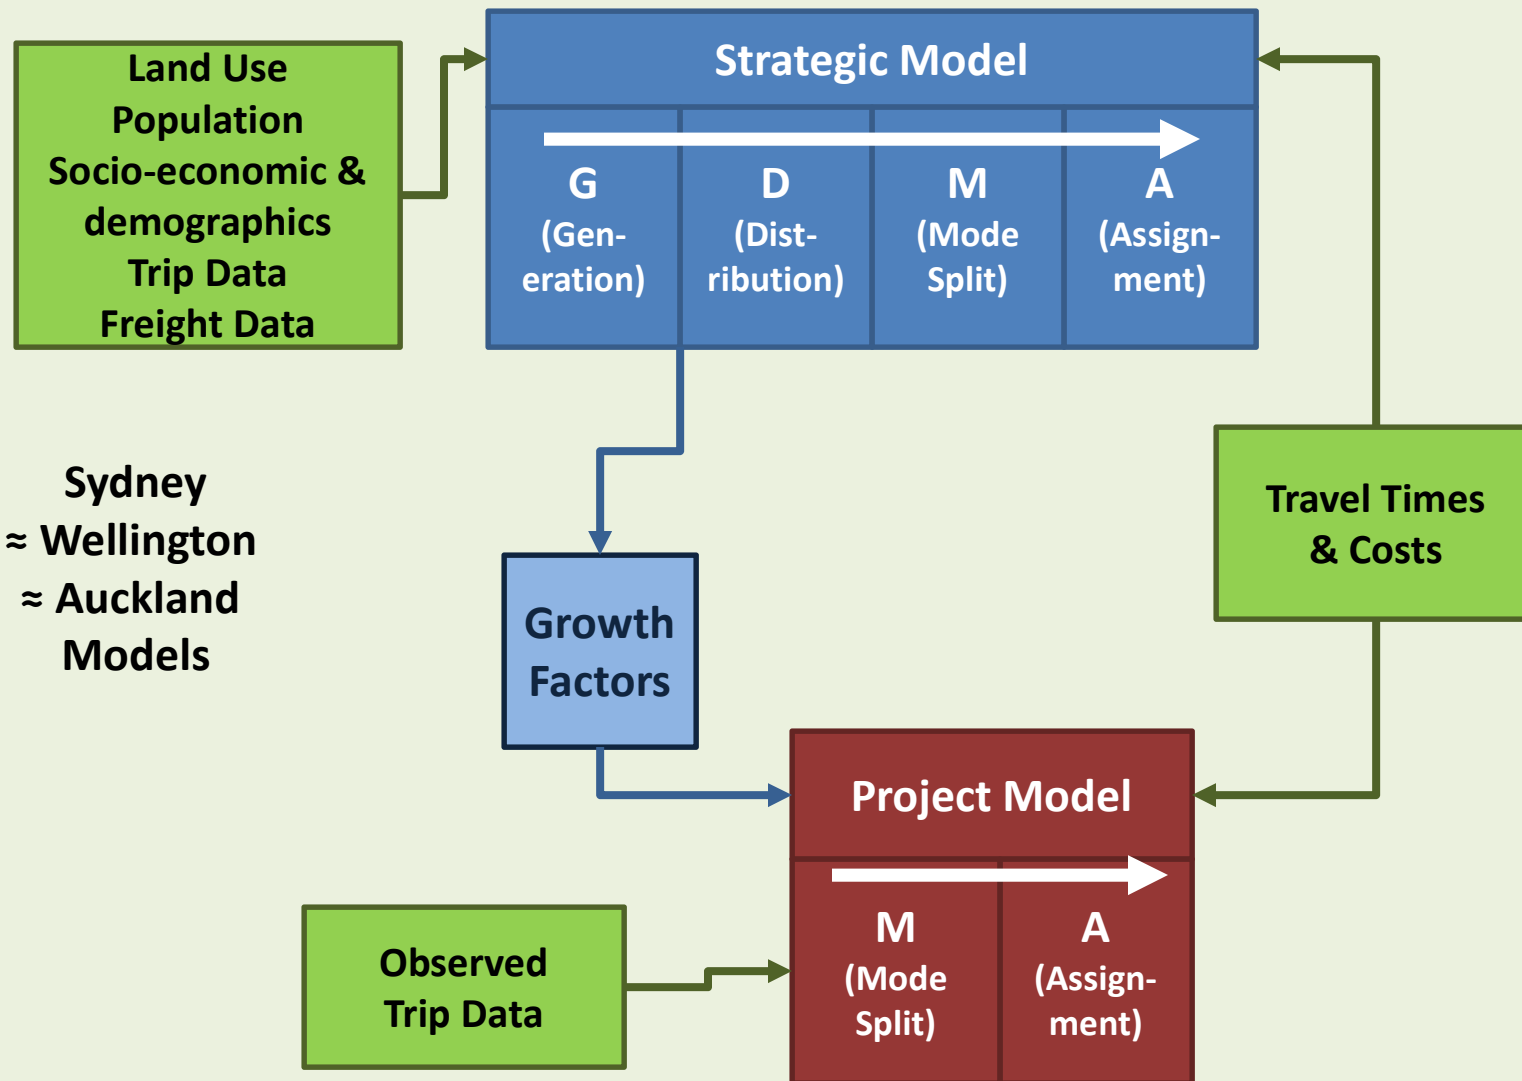 Land Use
Population
Socio-economic &
demographics
Trip Data
Freight Data
Strategic Model
G
(Gen-
eration)
D
(Dist-
ribution)
M
(Mode
Split)
A
(Assign-
ment)
Sydney
≈ Wellington
≈ Auckland
Models
Travel Times
& Costs
Growth
Factors
Project Model
M
(Mode
Split)
A
(Assign-
ment)
Observed
Trip Data